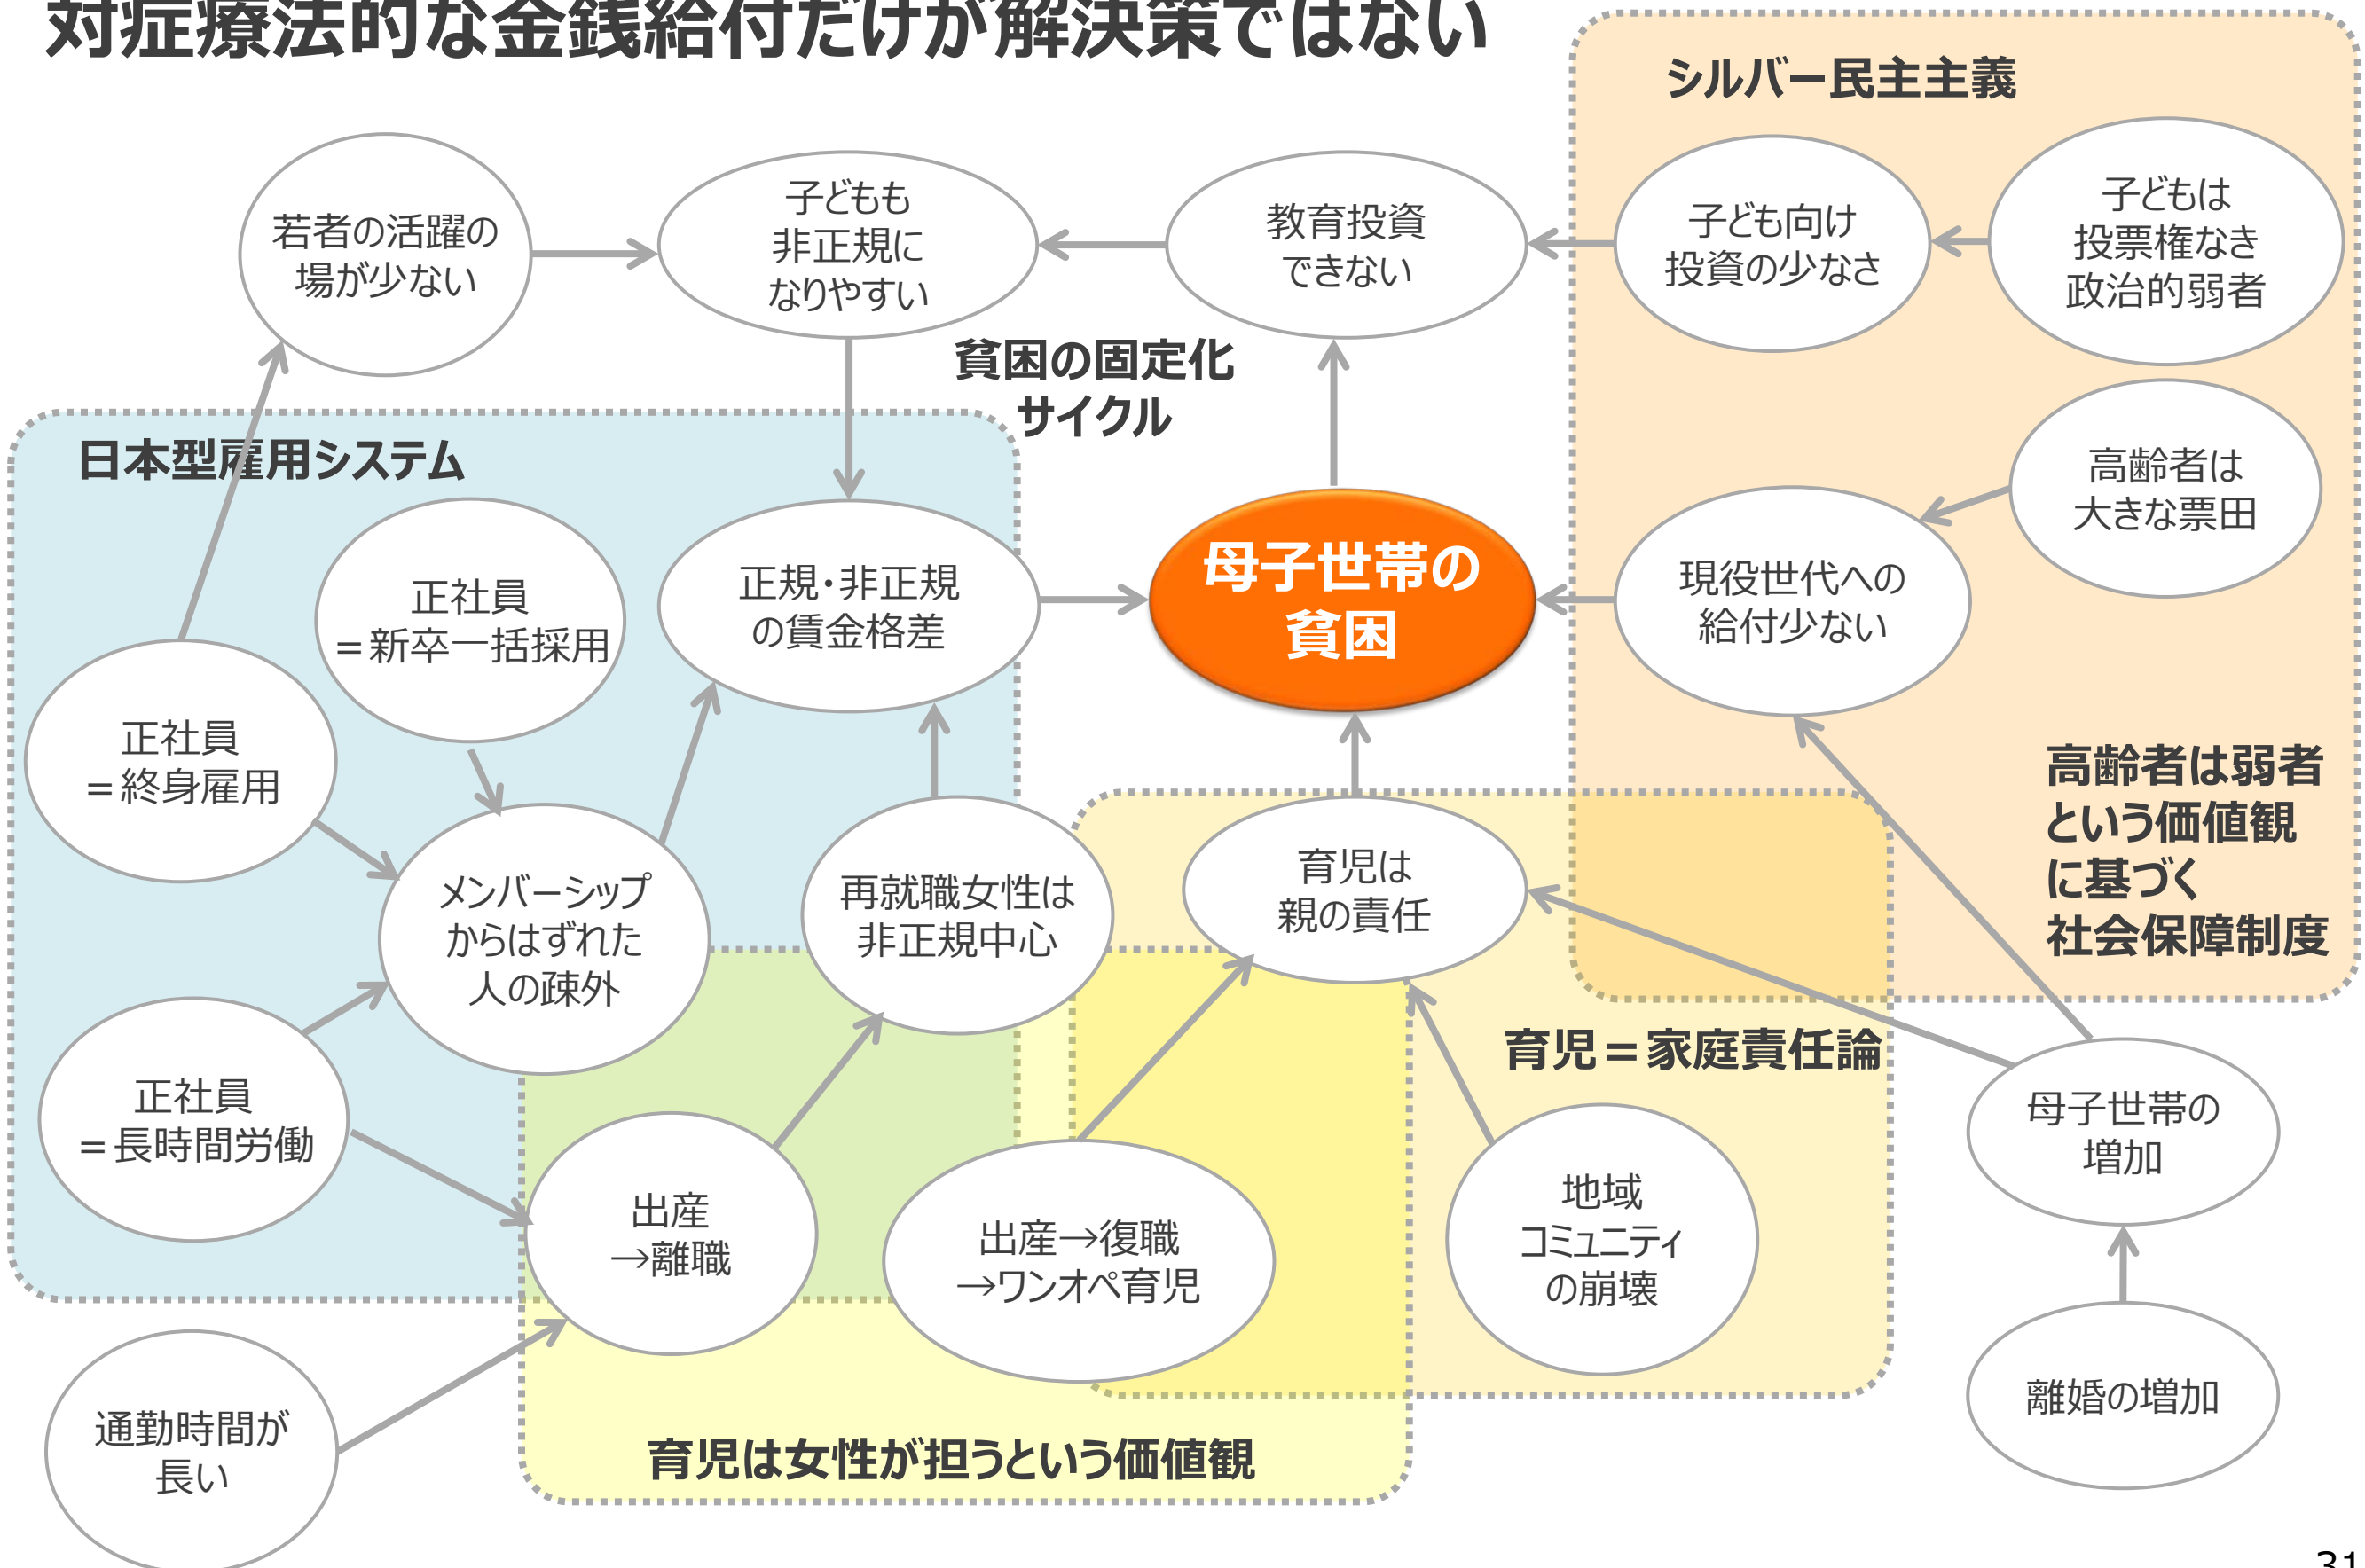 対症療法的な金銭給付だけが解決策ではない
シルバー民主主義
若者の活躍の
場が少ない
子どもも
非正規に
なりやすい
教育投資
できない
子ども向け
投資の少なさ
子どもは
投票権なき
政治的弱者
貧困の固定化
サイクル
日本型雇用システム
高齢者は
大きな票田
正社員
＝新卒一括採用
正規・非正規
の賃金格差
母子世帯の
貧困
現役世代への
給付少ない
正社員
＝終身雇用
高齢者は弱者
という価値観
に基づく
社会保障制度
メンバーシップ
からはずれた
人の疎外
再就職女性は
非正規中心
育児は
親の責任
育児＝家庭責任論
正社員
＝長時間労働
母子世帯の
増加
出産
→離職
出産→復職
→ワンオペ育児
地域
コミュニティ
の崩壊
離婚の増加
通勤時間が
長い
育児は女性が担うという価値観
31